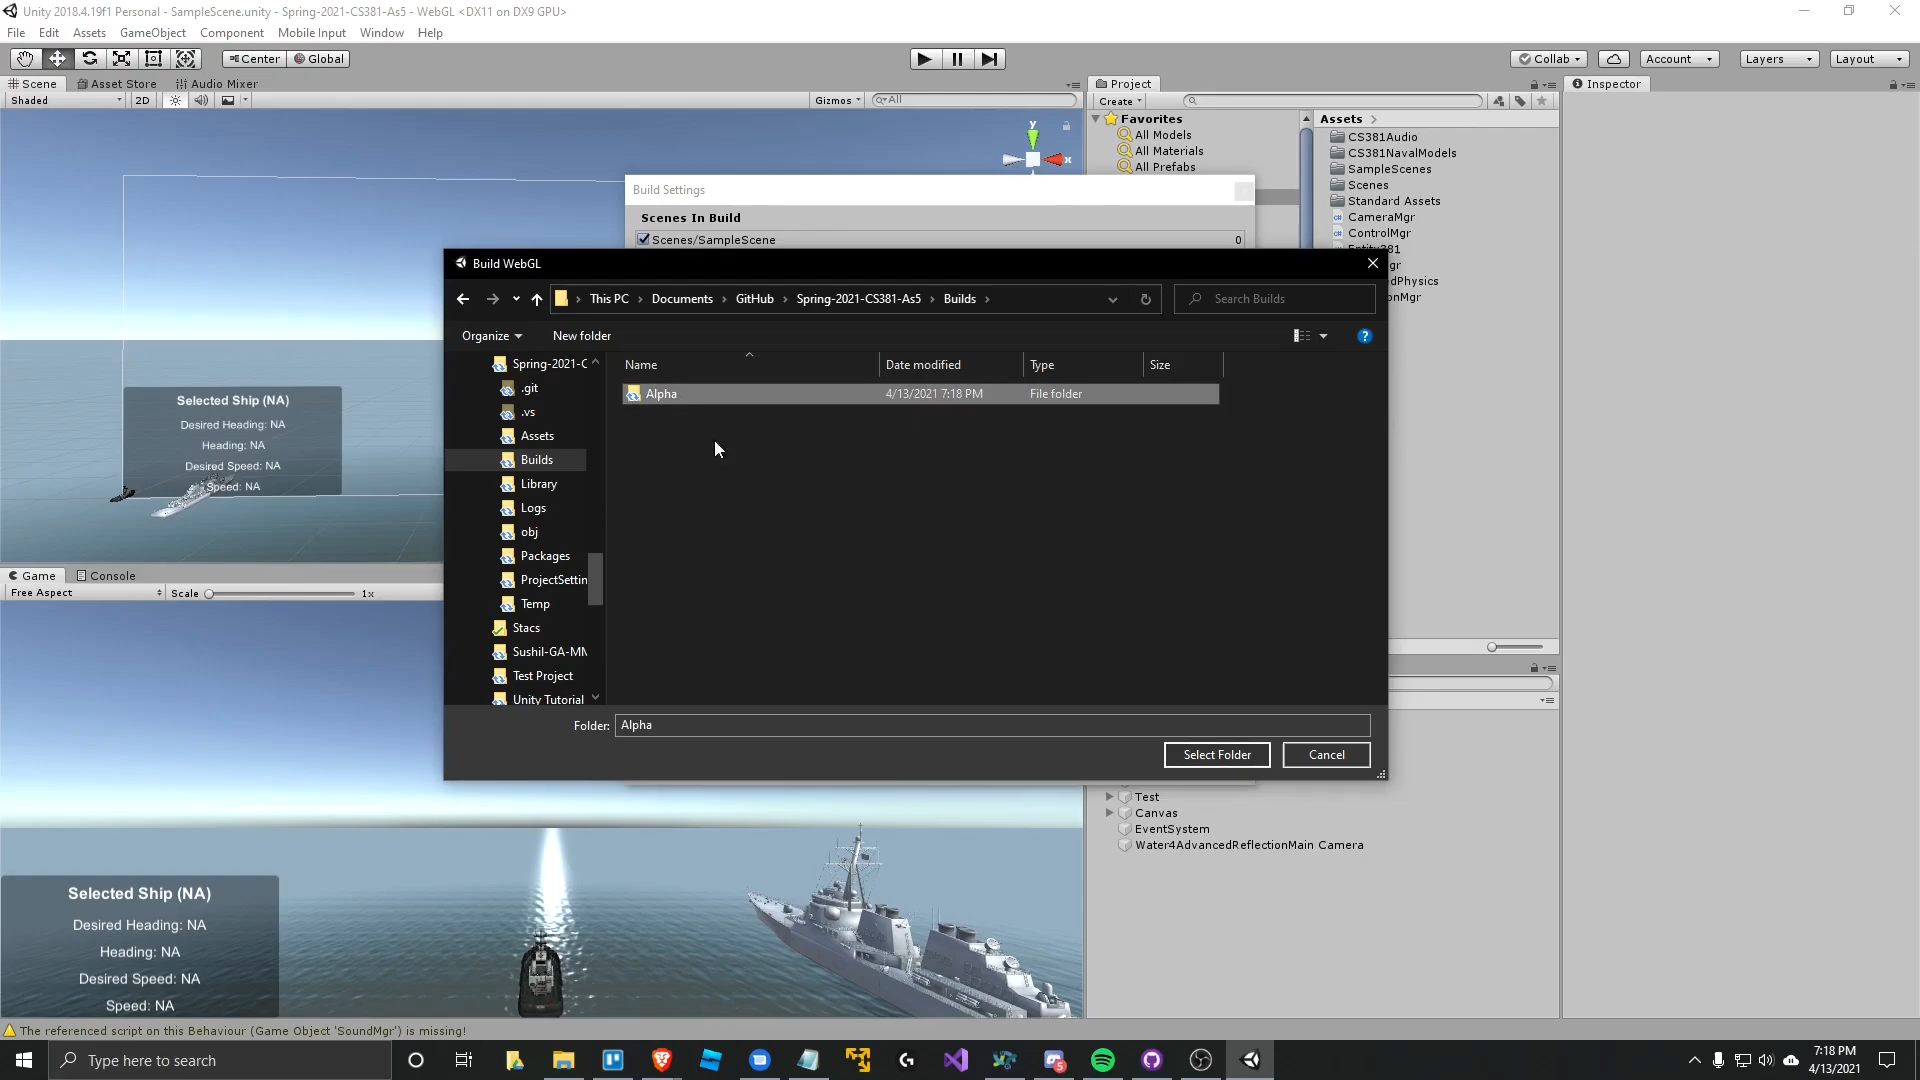 Unity 2018.4.19f1 Personal - SampleScene.unity - Spring-2021-CS381-As5 - WebGL <DX11 on DX9 GPU>
File Edit Assets GameObject Component Mobile Input Window Help
Center Global Collab Account Layers Layout
Scene Asset Store Audio Mixer
Shaded 2D Gizmos All
y
x
Project
Create
Favorites
All Models
All Materials
All Prefabs
Assets
CS381Audio
CS381NavalModels
SampleScenes
Scenes
Standard Assets
CameraMgr
ControlMgr
Inspector
Build Settings
Scenes In Build
Scenes/SampleScene 0
Build WebGL
This PC Documents GitHub Spring-2021-CS381-As5 Builds
Search Builds
Organize New folder
Name Date modified Type Size
Alpha 4/13/2021 7:18 PM File folder
Spring-2021-C
.git
.vs
Assets
Builds
Library
Logs
obj
Packages
ProjectSettin
Temp
Stacs
Sushil-GA-MM
Test Project
Unity Tutorial
Folder: Alpha
Select Folder Cancel
Selected Ship (NA)
Desired Heading: NA
Heading: NA
Desired Speed: NA
Speed: NA
Game Console
Free Aspect Scale 1x
Selected Ship (NA)
Desired Heading: NA
Heading: NA
Desired Speed: NA
Speed: NA
Test
Canvas
EventSystem
Water4AdvancedReflectionMain Camera
The referenced script on this Behaviour (Game Object 'SoundMgr') is missing!
Type here to search
5
7:18 PM
4/13/2021